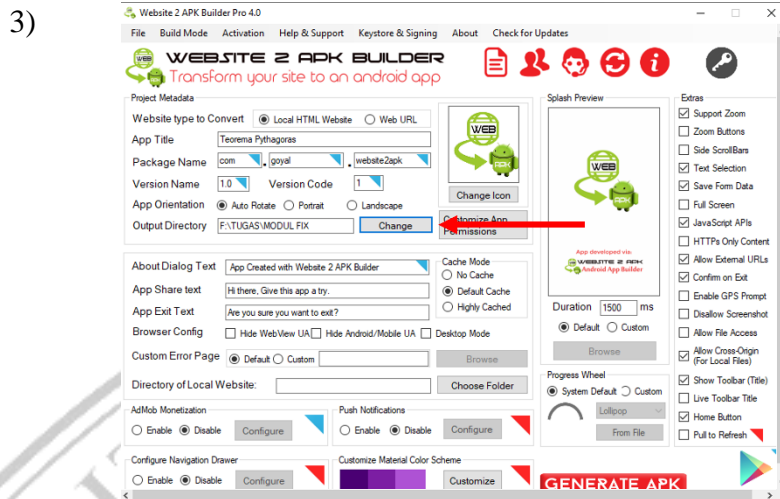 3)
Website 2 APK Builder Pro 4.0
File Build Mode Activation Help & Support Keystore & Signing About Check for Updates
WEBSITE 2 APK BUILDER
Transform your site to an android app
Project Metadata
Website type to Convert Local HTML Website Web URL
App Title Teorema Pythagoras
Package Name com . goyal . website2apk
Version Name 1.0 Version Code 1
App Orientation Auto Rotate Portrait Landscape
Output Directory F:\TUGAS\MODUL FIX Change
WEB
APK
Change Icon
Customize App
Permissions
About Dialog Text App Created with Website 2 APK Builder
App Share text Hi there, Give this app a try.
App Exit Text Are you sure you want to exit?
Cache Mode
No Cache
Default Cache
Highly Cached
Browser Config Hide WebView UA Hide Android/Mobile UA Desktop Mode
Custom Error Page Default Custom Browse
Directory of Local Website: Choose Folder
AdMob Monetization
Enable Disable Configure
Push Notifications
Enable Disable Configure
Configure Navigation Drawer
Enable Disable Configure
Customize Material Color Scheme
Customize
Splash Preview
WEB
APK
App developed via:
WEBSITE 2 APK
Android App Builder
Duration 1500 ms
Default Custom
Browse
Progress Wheel
System Default Custom
Lollipop
From File
GENERATE APK
Extras
Support Zoom
Zoom Buttons
Side ScrollBars
Text Selection
Save Form Data
Full Screen
JavaScript APIs
HTTPs Only Content
Allow External URLs
Confirm on Exit
Enable GPS Prompt
Disallow Screenshot
Allow File Access
Allow Cross-Origin
(For Local Files)
Show Toolbar (Title)
Live Toolbar Title
Home Button
Pull to Refresh